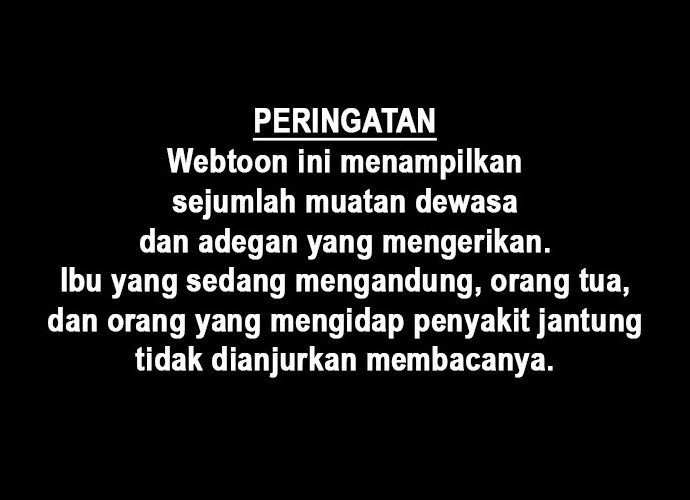 PERINGATAN
Webtoon ini menampilkan
sejumlah muatan dewasa
dan adegan yang mengerikan.
Ibu yang sedang mengandung, orang tua,
dan orang yang mengidap penyakit jantung
tidak dianjurkan membacanya.